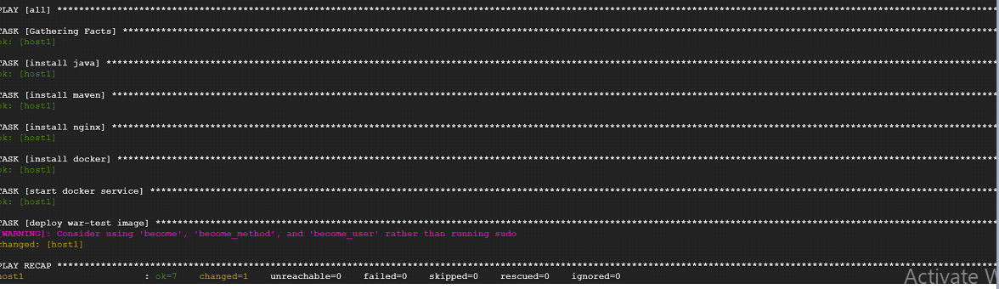 PLAY [all] ****************************************************************************************************
TASK [Gathering Facts] ****************************************************************************************************
ok: [host1]
TASK [install java] ****************************************************************************************************
ok: [host1]
TASK [install maven] ****************************************************************************************************
ok: [host1]
TASK [install nginx] ****************************************************************************************************
ok: [host1]
TASK [install docker] ****************************************************************************************************
ok: [host1]
TASK [start docker service] ****************************************************************************************************
ok: [host1]
TASK [deploy war-test image] ****************************************************************************************************
[WARNING]: Consider using 'become', 'become_method', and 'become_user' rather than running sudo
changed: [host1]
PLAY RECAP ****************************************************************************************************
host1 : ok=7 changed=1 unreachable=0 failed=0 skipped=0 rescued=0 ignored=0
Activate W